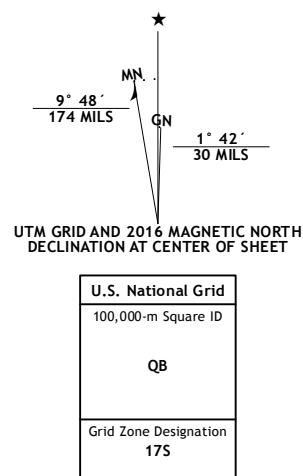 ★
MN
GN
9° 48´
174 MILS
1° 42´
30 MILS
UTM GRID AND 2016 MAGNETIC NORTH
DECLINATION AT CENTER OF SHEET
U.S. National Grid
100,000-m Square ID
QB
Grid Zone Designation
17S